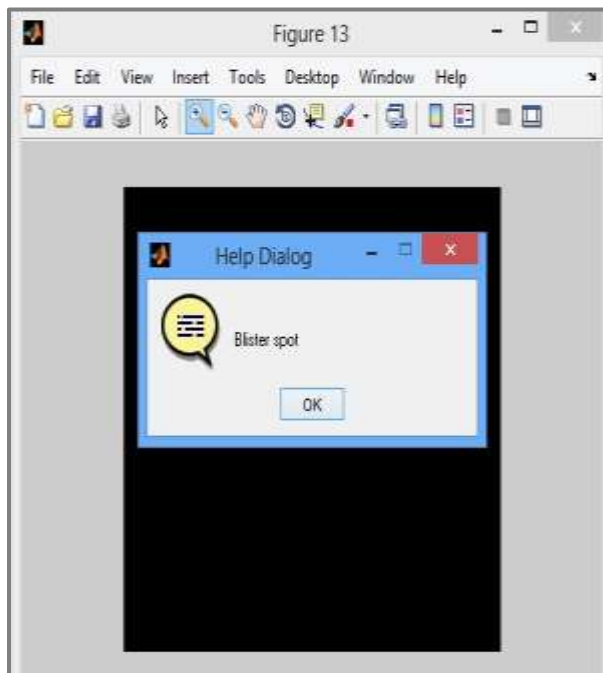 Figure 13
File Edit View Insert Tools Desktop Window Help
Help Dialog
Blister spot
OK